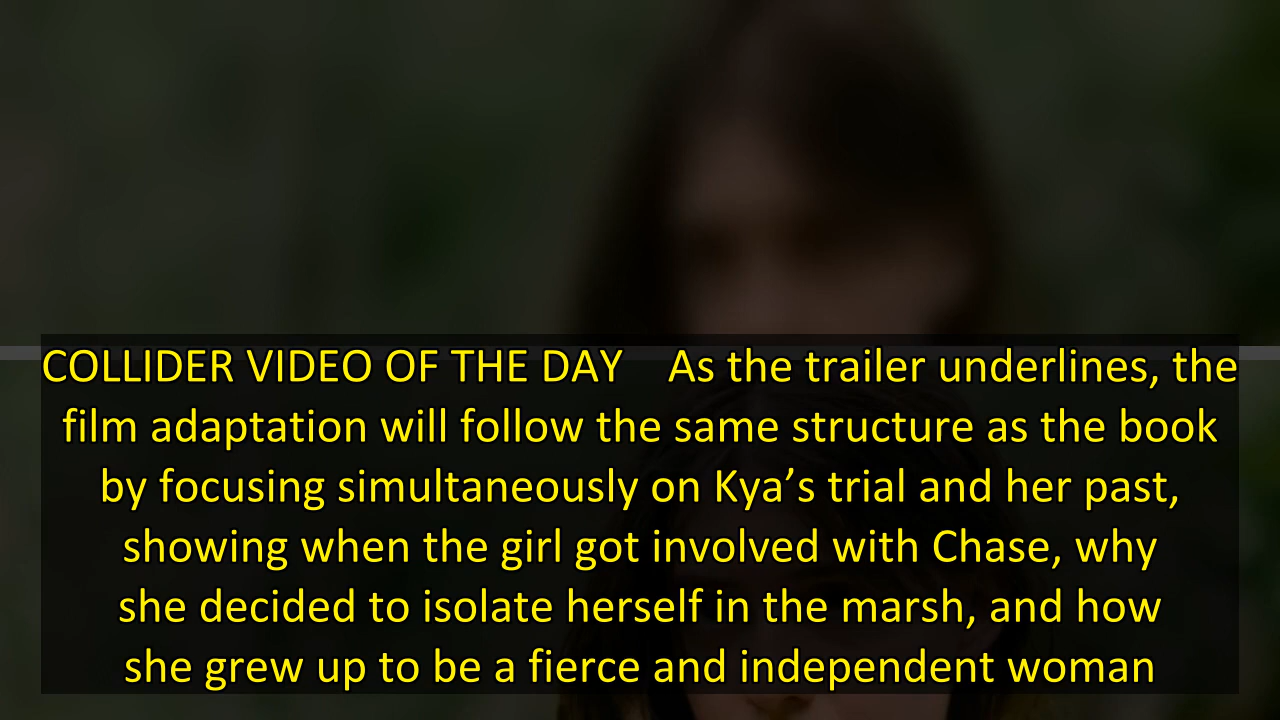 COLLIDER VIDEO OF THE DAY As the trailer underlines, the
film adaptation will follow the same structure as the book
by focusing simultaneously on Kya’s trial and her past,
showing when the girl got involved with Chase, why
she decided to isolate herself in the marsh, and how
she grew up to be a fierce and independent woman